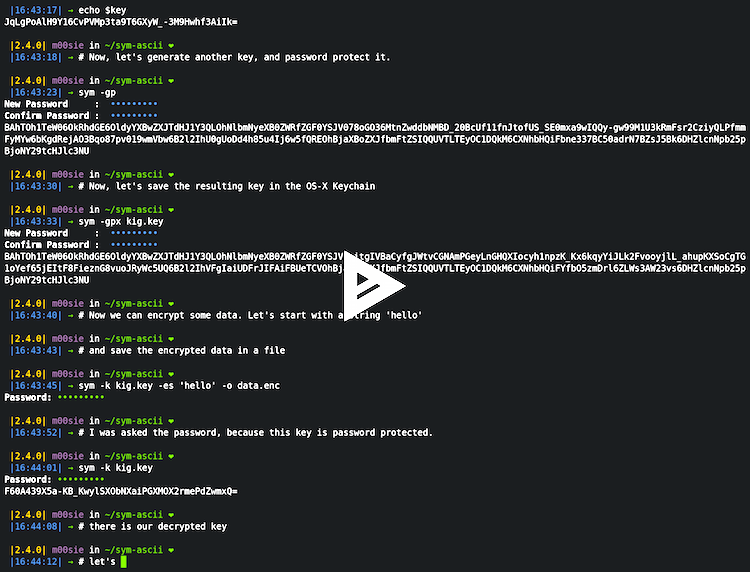 |16:43:17| → echo $key
JqLgPoAlH9Y16CvPVMp3ta9T6GXyW_-3M9Hwhf3AiIk=
|2.4.0| m00sie in ~/sym-ascii ❤
|16:43:18| → # Now, let's generate another key, and password protect it.
|2.4.0| m00sie in ~/sym-ascii ❤
|16:43:23| → sym -gp
New Password     :  •••••••••
Confirm Password :  •••••••••
|2.4.0| m00sie in ~/sym-ascii ❤
|16:43:30| → # Now, let's save the resulting key in the OS-X Keychain
|2.4.0| m00sie in ~/sym-ascii ❤
|16:43:33| → sym -gpx kig.key
New Password     :  •••••••••
Confirm Password :  •••••••••
BjoNY29tcHJlc3NU
|2.4.0| m00sie in ~/sym-ascii ❤
|16:43:40| → # Now we can encrypt some data. Let's start with a string 'hello'
|2.4.0| m00sie in ~/sym-ascii ❤
|16:43:43| → # and save the encrypted data in a file
|2.4.0| m00sie in ~/sym-ascii ❤
|16:43:45| → sym -k kig.key -es 'hello' -o data.enc
Password: •••••••••
|2.4.0| m00sie in ~/sym-ascii ❤
|16:43:52| → # I was asked the password, because this key is password protected.
|2.4.0| m00sie in ~/sym-ascii ❤
|16:44:01| → sym -k kig.key
Password: •••••••••
F60A439X5a-KB_KwylSXObNXaiPGXMOX2rmePdZwmxQ=
|2.4.0| m00sie in ~/sym-ascii ❤
|16:44:08| → # there is our decrypted key
|2.4.0| m00sie in ~/sym-ascii ❤
|16:44:12| → # let's